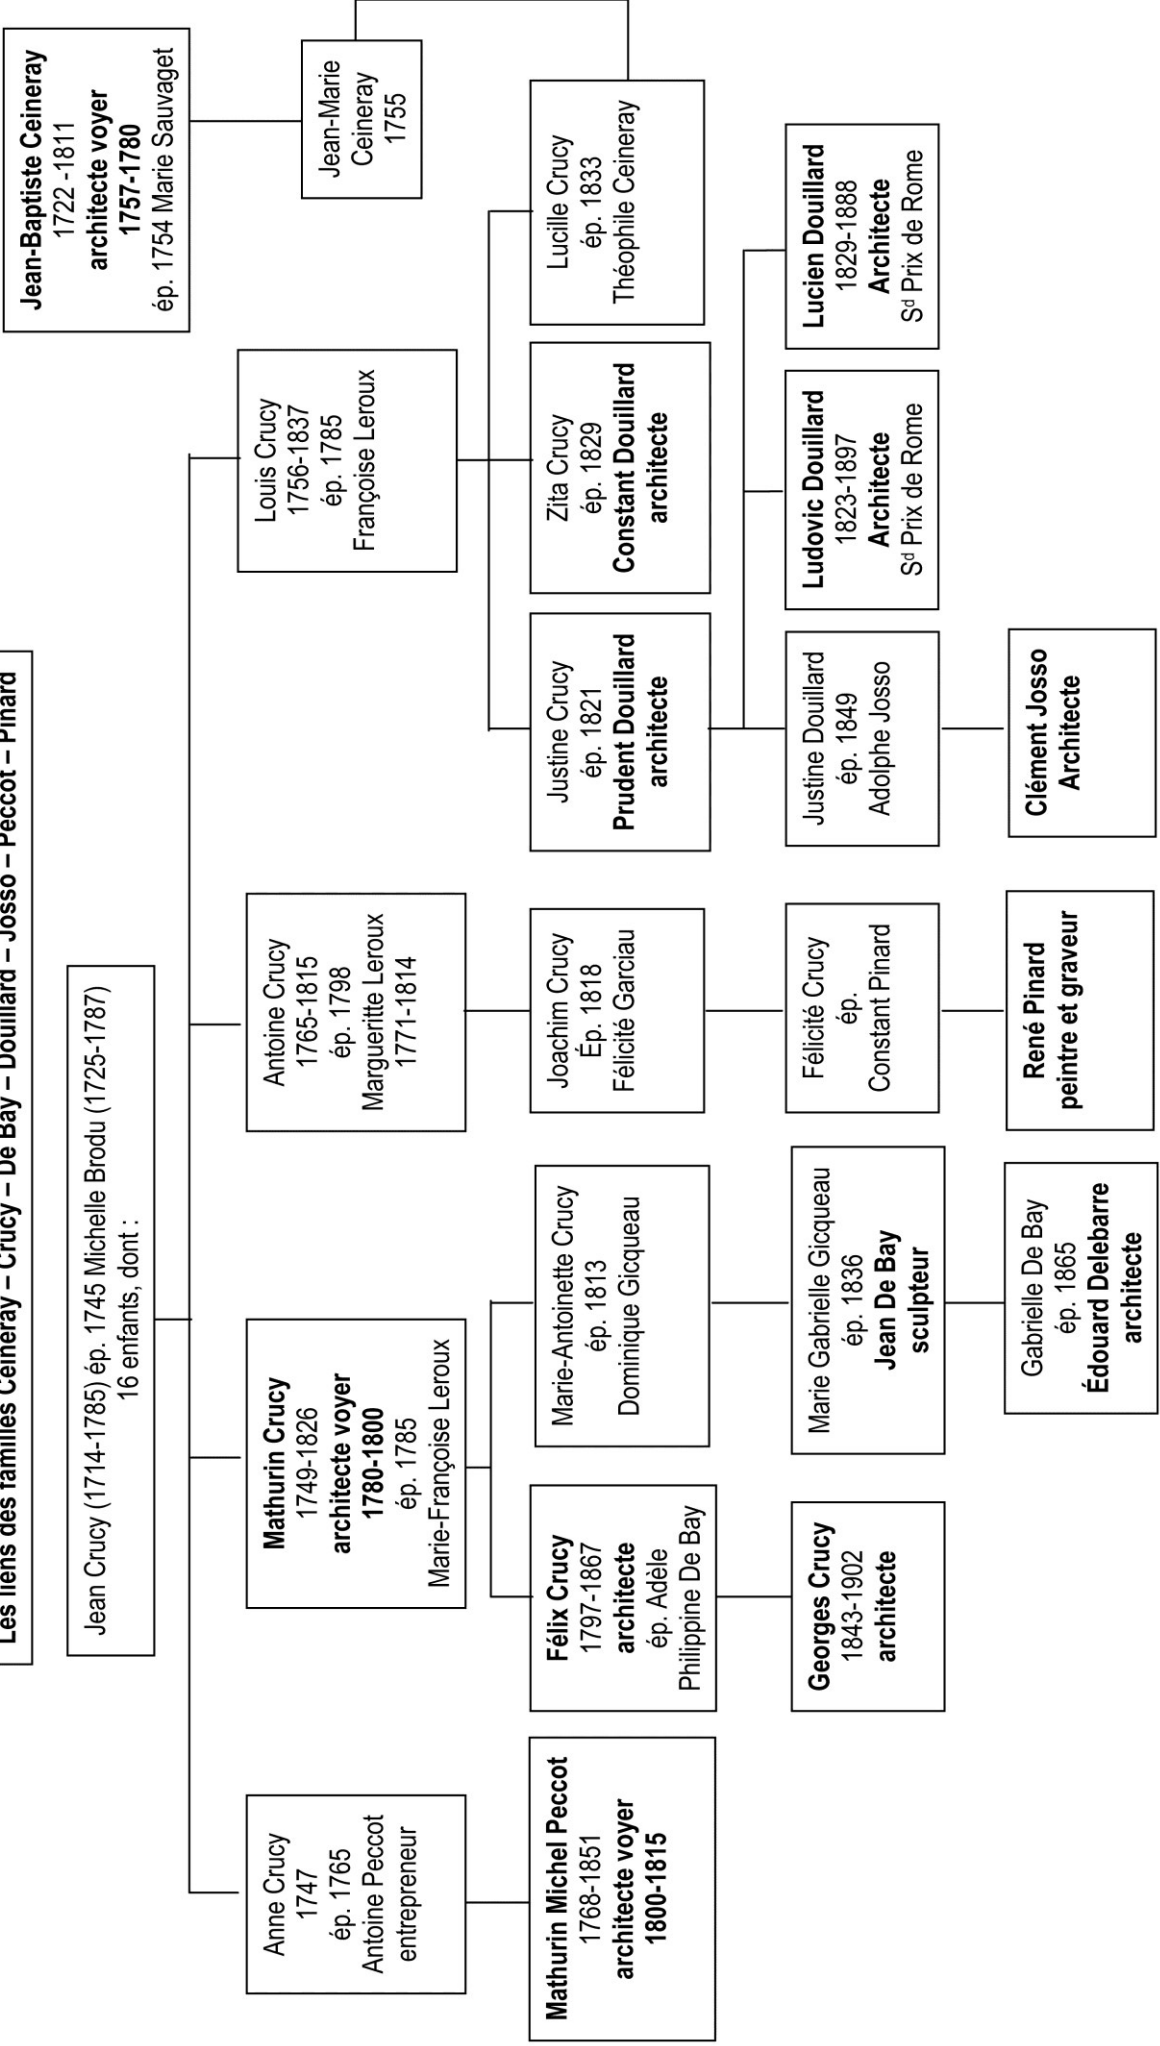 Les liens des familles Ceineray – Crucy – De Bay – Douillard – Josso – Peccot – Pinard
Jean Crucy (1714-1785) ép. 1745 Michelle Brodu (1725-1787)
16 enfants, dont :
Jean-Baptiste Ceineray
1722 -1811
architecte voyer
1757-1780
ép. 1754 Marie Sauvaget
Anne Crucy
1747
ép. 1765
Antoine Peccot
entrepreneur
Mathurin Crucy
1749-1826
architecte voyer
1780-1800
ép. 1785
Marie-Françoise Leroux
Antoine Crucy
1765-1815
ép. 1798
Margueritte Leroux
1771-1814
Louis Crucy
1756-1837
ép. 1785
Françoise Leroux
Jean-Marie
Ceineray
1755
Mathurin Michel Peccot
1768-1851
architecte voyer
1800-1815
Félix Crucy
1797-1867
architecte
ép. Adèle
Philippine De Bay
Marie-Antoinette Crucy
ép. 1813
Dominique Gicqueau
Joachim Crucy
Ép. 1818
Félicité Garciau
Justine Crucy
ép. 1821
Prudent Douillard
architecte
Zita Crucy
ép. 1829
Constant Douillard
architecte
Lucille Crucy
ép. 1833
Théophile Ceineray
Georges Crucy
1843-1902
architecte
Marie Gabrielle Gicqueau
ép. 1836
Jean De Bay
sculpteur
Félicité Crucy
ép.
Constant Pinard
Justine Douillard
ép. 1849
Adolphe Josso
Ludovic Douillard
1823-1897
Architecte
Sᵈ Prix de Rome
Lucien Douillard
1829-1888
Architecte
Sᵈ Prix de Rome
Gabrielle De Bay
ép. 1865
Édouard Delebarre
architecte
René Pinard
peintre et graveur
Clément Josso
Architecte